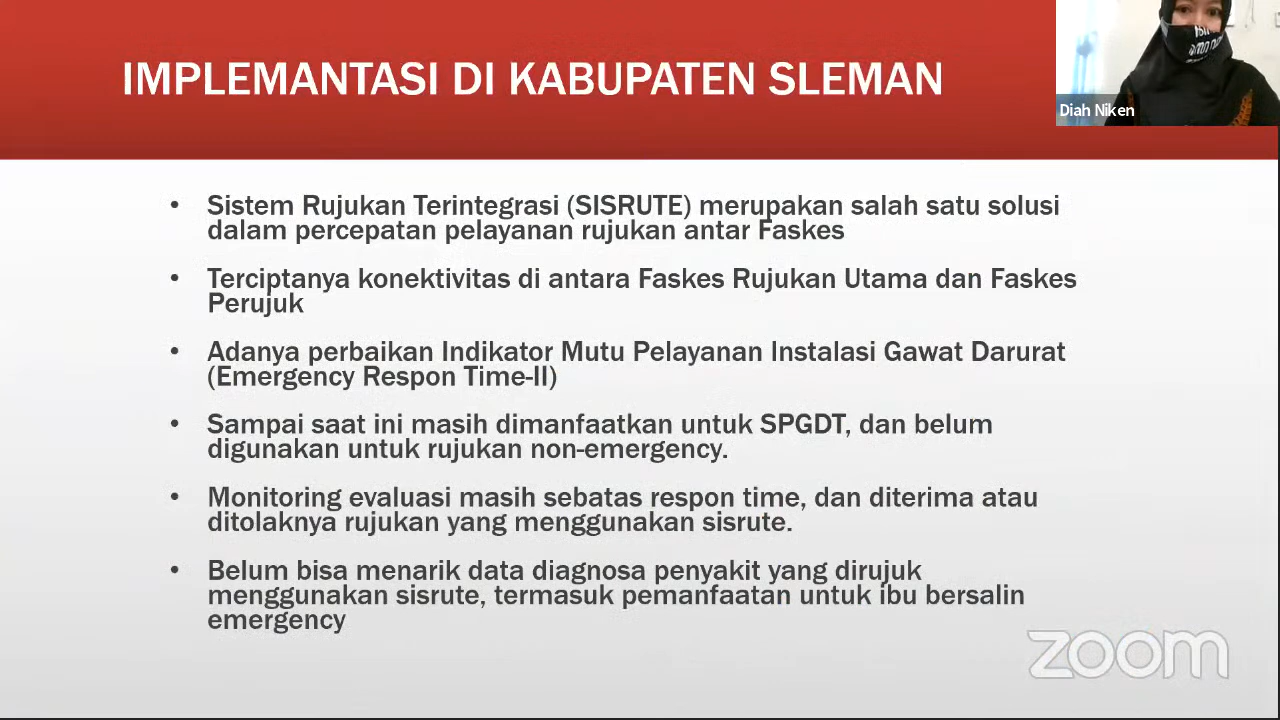 IMPLEMANTASI DI KABUPATEN SLEMAN
Diah Niken
• Sistem Rujukan Terintegrasi (SISRUTE) merupakan salah satu solusi
dalam percepatan pelayanan rujukan antar Faskes
• Terciptanya konektivitas di antara Faskes Rujukan Utama dan Faskes
Perujuk
• Adanya perbaikan Indikator Mutu Pelayanan Instalasi Gawat Darurat
(Emergency Respon Time-II)
• Sampai saat ini masih dimanfaatkan untuk SPGDT, dan belum
digunakan untuk rujukan non-emergency.
• Monitoring evaluasi masih sebatas respon time, dan diterima atau
ditolaknya rujukan yang menggunakan sisrute.
• Belum bisa menarik data diagnosa penyakit yang dirujuk
menggunakan sisrute, termasuk pemanfaatan untuk ibu bersalin
emergency
zoom